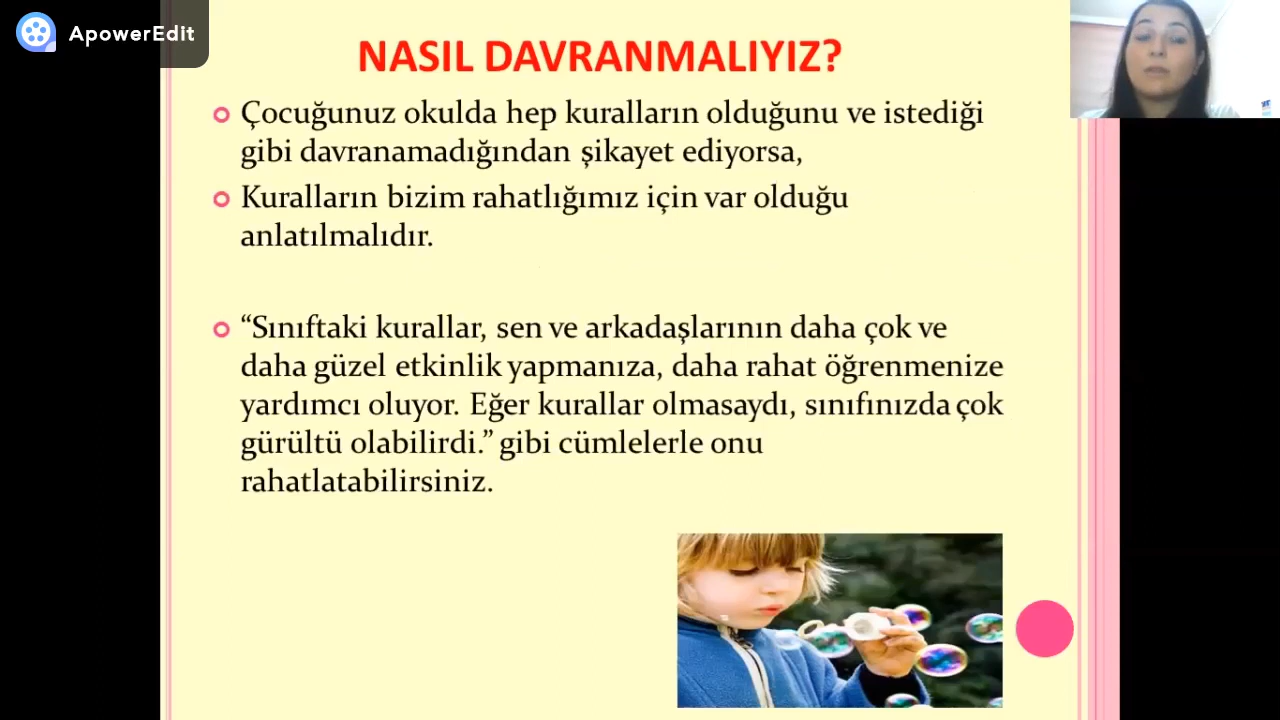 ApowerEdit
NASIL DAVRANMALIYIZ?
Çocuğunuz okulda hep kuralların olduğunu ve istediği
gibi davranamadığından şikayet ediyorsa,
Kuralların bizim rahatlığımız için var olduğu
anlatılmalıdır.
“Sınıftaki kurallar, sen ve arkadaşlarının daha çok ve
daha güzel etkinlik yapmanıza, daha rahat öğrenmenize
yardımcı oluyor. Eğer kurallar olmasaydı, sınıfınızda çok
gürültü olabilirdi.” gibi cümlelerle onu
rahatlatabilirsiniz.